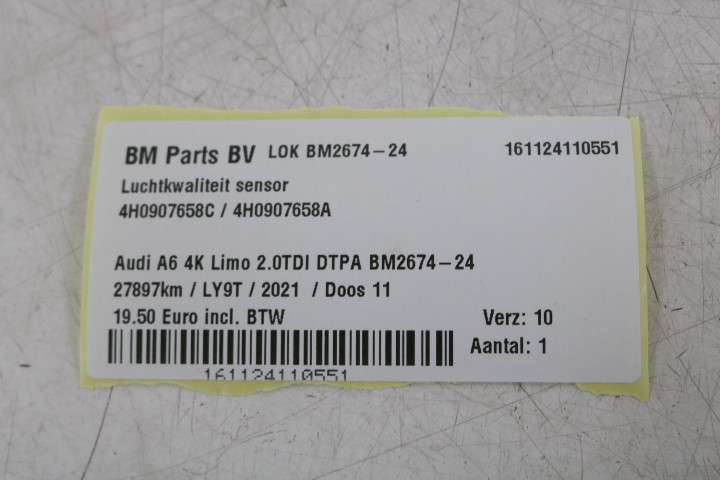 BM Parts BV LOK BM2674-24 161124110551
Luchtkwaliteit sensor
4H0907658C / 4H0907658A
Audi A6 4K Limo 2.0TDI DTPA BM2674-24
27897km / LY9T / 2021 / Doos 11
19.50 Euro incl. BTW Verz: 10
Aantal: 1
161124110551